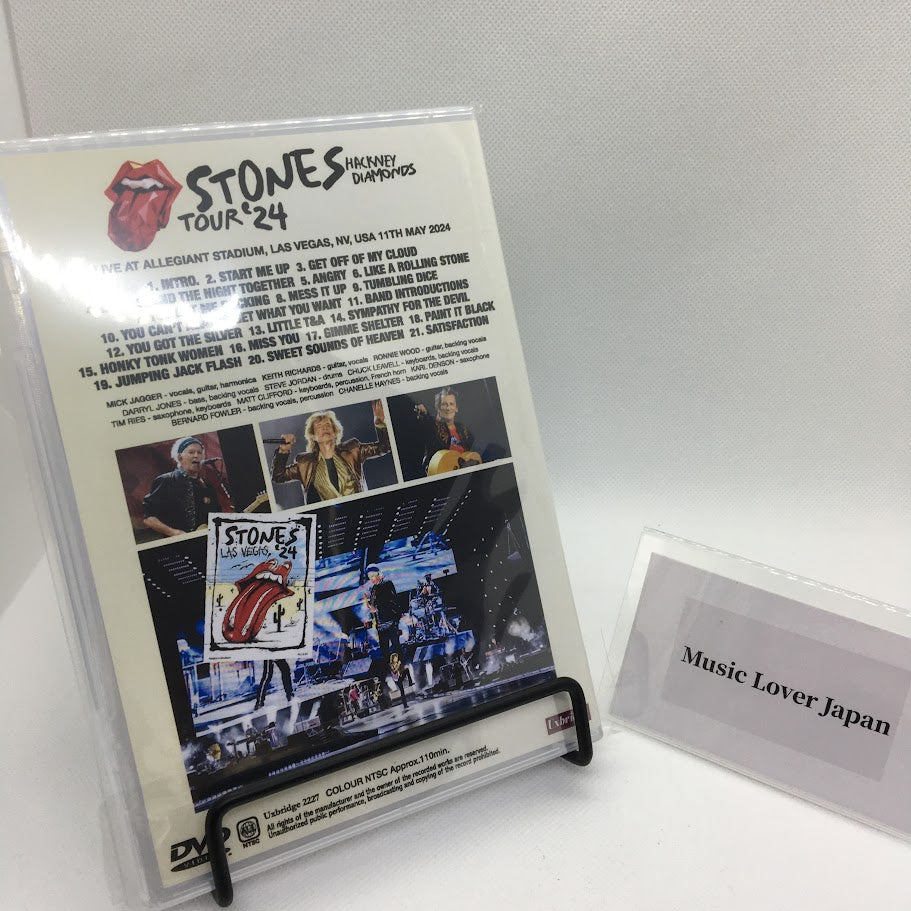 STONES HACKNEY DIAMONDS
TOUR '24
LIVE AT ALLEGIANT STADIUM, LAS VEGAS, NV, USA 11TH MAY 2024
1. INTRO. 2. START ME UP 3. GET OFF OF MY CLOUD
THE NIGHT TOGETHER 5. ANGRY 6. LIKE A ROLLING STONE
8. MESS IT UP 9. TUMBLING DICE
10. YOU CAN'T GET WHAT YOU WANT 11. BAND INTRODUCTIONS
12. YOU GOT THE SILVER 13. LITTLE T&A 14. SYMPATHY FOR THE DEVIL
15. HONKY TONK WOMEN 16. MISS YOU 17. GIMME SHELTER 18. PAINT IT BLACK
19. JUMPING JACK FLASH 20. SWEET SOUNDS OF HEAVEN 21. SATISFACTION
MICK JAGGER - vocals, guitar, harmonica KEITH RICHARDS - guitar, vocals RONNIE WOOD - guitar, backing vocals
DARRYL JONES - bass, backing vocals STEVE JORDAN - drums CHUCK LEAVELL - keyboards, backing vocals
TIM RIES - saxophone, keyboards MATT CLIFFORD - keyboards, percussion, French horn KARL DENSON - saxophone
BERNARD FOWLER - backing vocals, percussion CHANELLE HAYNES - backing vocals
STONES
LAS VEGAS, '24
Uxbridge 2227 COLOUR NTSC Approx.110min.
All rights of the manufacturer and the owner of the recorded works are reserved.
Unauthorized public performance, broadcasting and copying of the record prohibited.
DVD
VIDEO
ALL
NTSC
Music Lover Japan